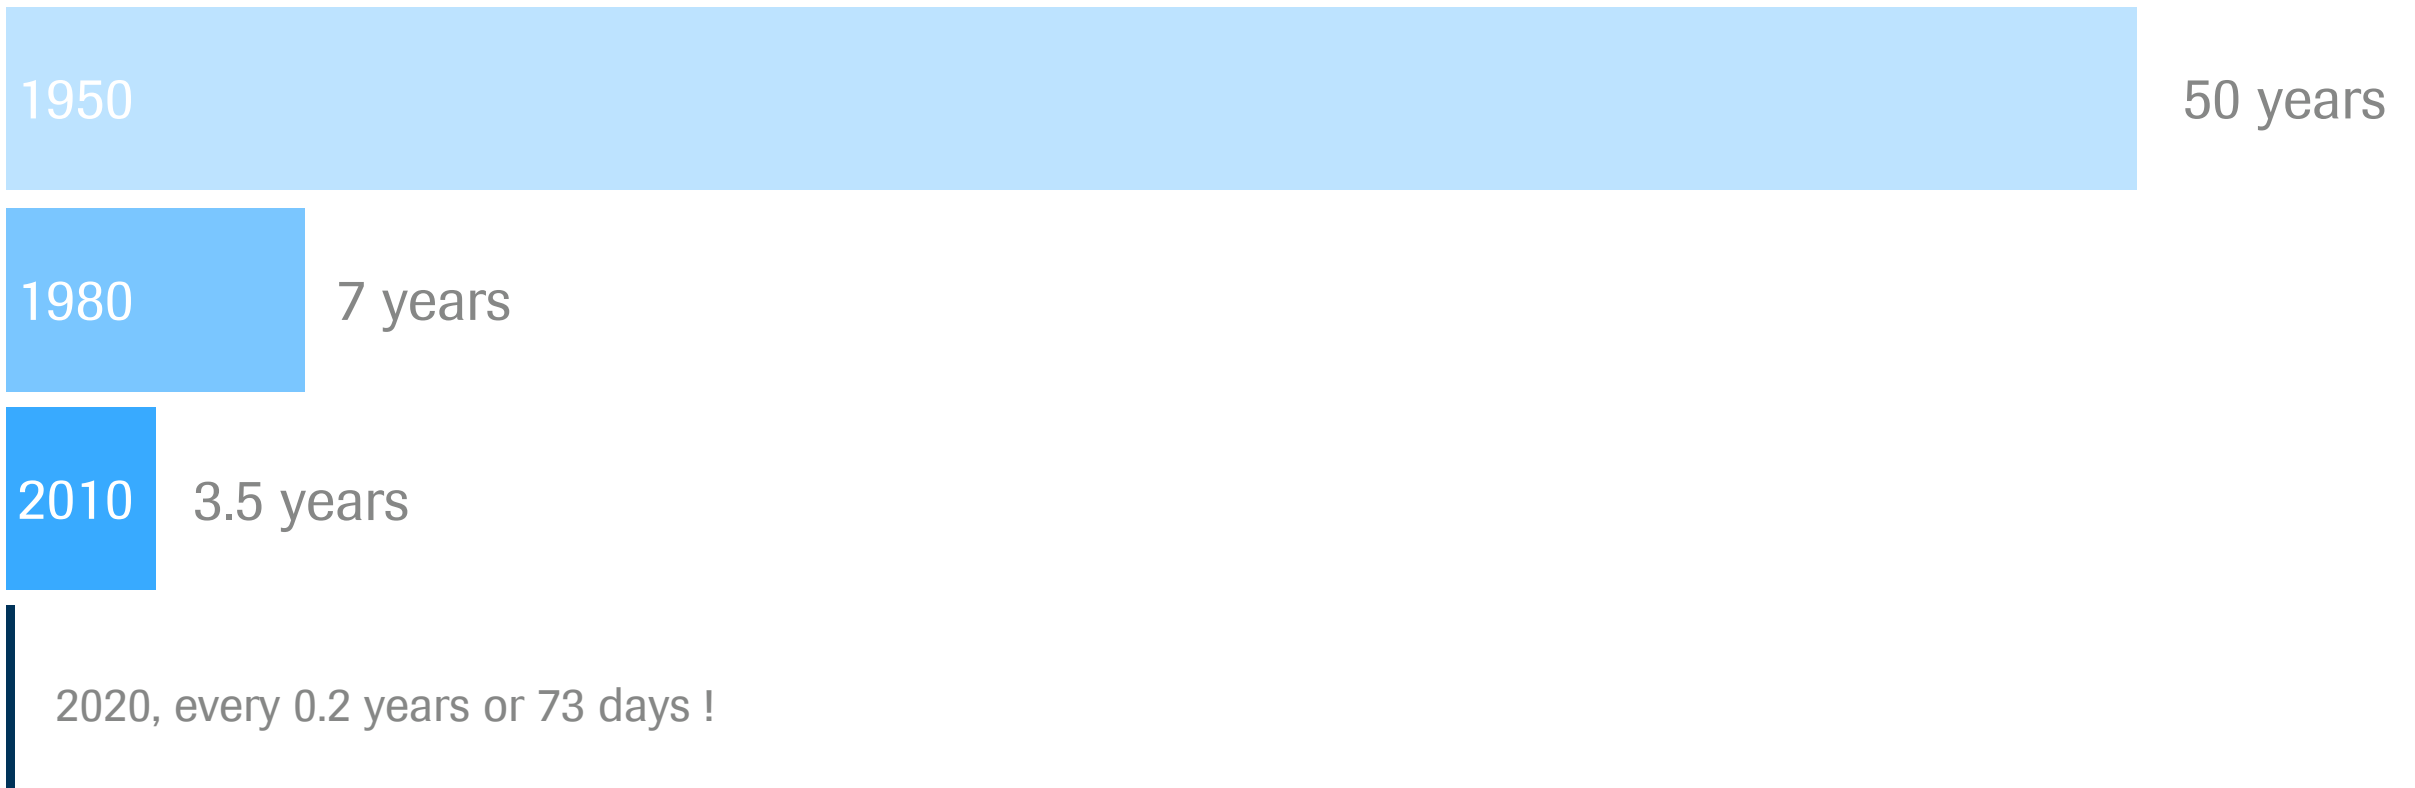 1950
50 years
1980
7 years
2010
3.5 years
2020, every 0.2 years or 73 days !